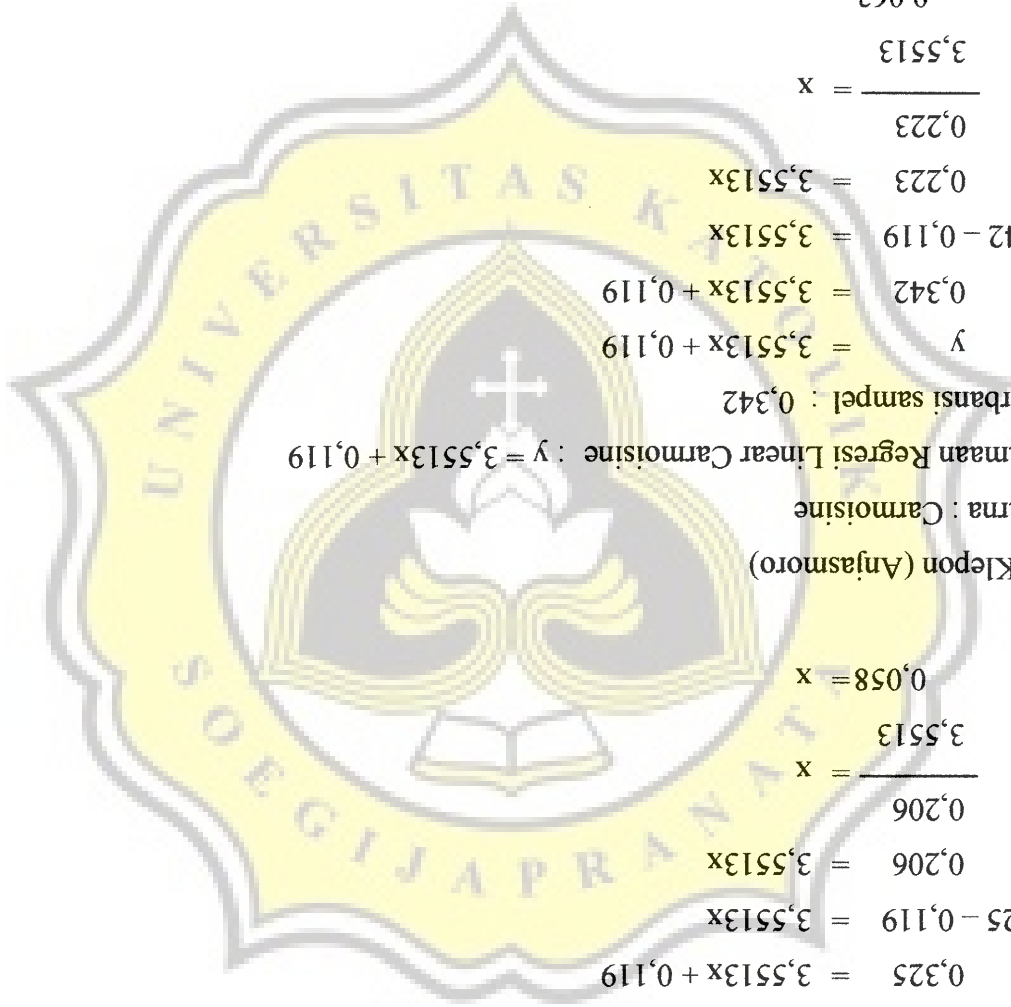 0,325 = 3,5513x + 0,119
25 – 0,119 = 3,5513x
0,206 = 3,5513x
0,206
= x
3,5513
0,058 = x
Klepon (Anjasmoro)
rna : Carmoisine
maan Regresi Linear Carmoisine : y = 3,5513x + 0,119
rbansi sampel : 0,342
y = 3,5513x + 0,119
0,342 = 3,5513x + 0,119
42 – 0,119 = 3,5513x
0,223 = 3,5513x
0,223
= x
3,5513
UNIVERSITAS KATOLIK
SOEGIJAPRANATA